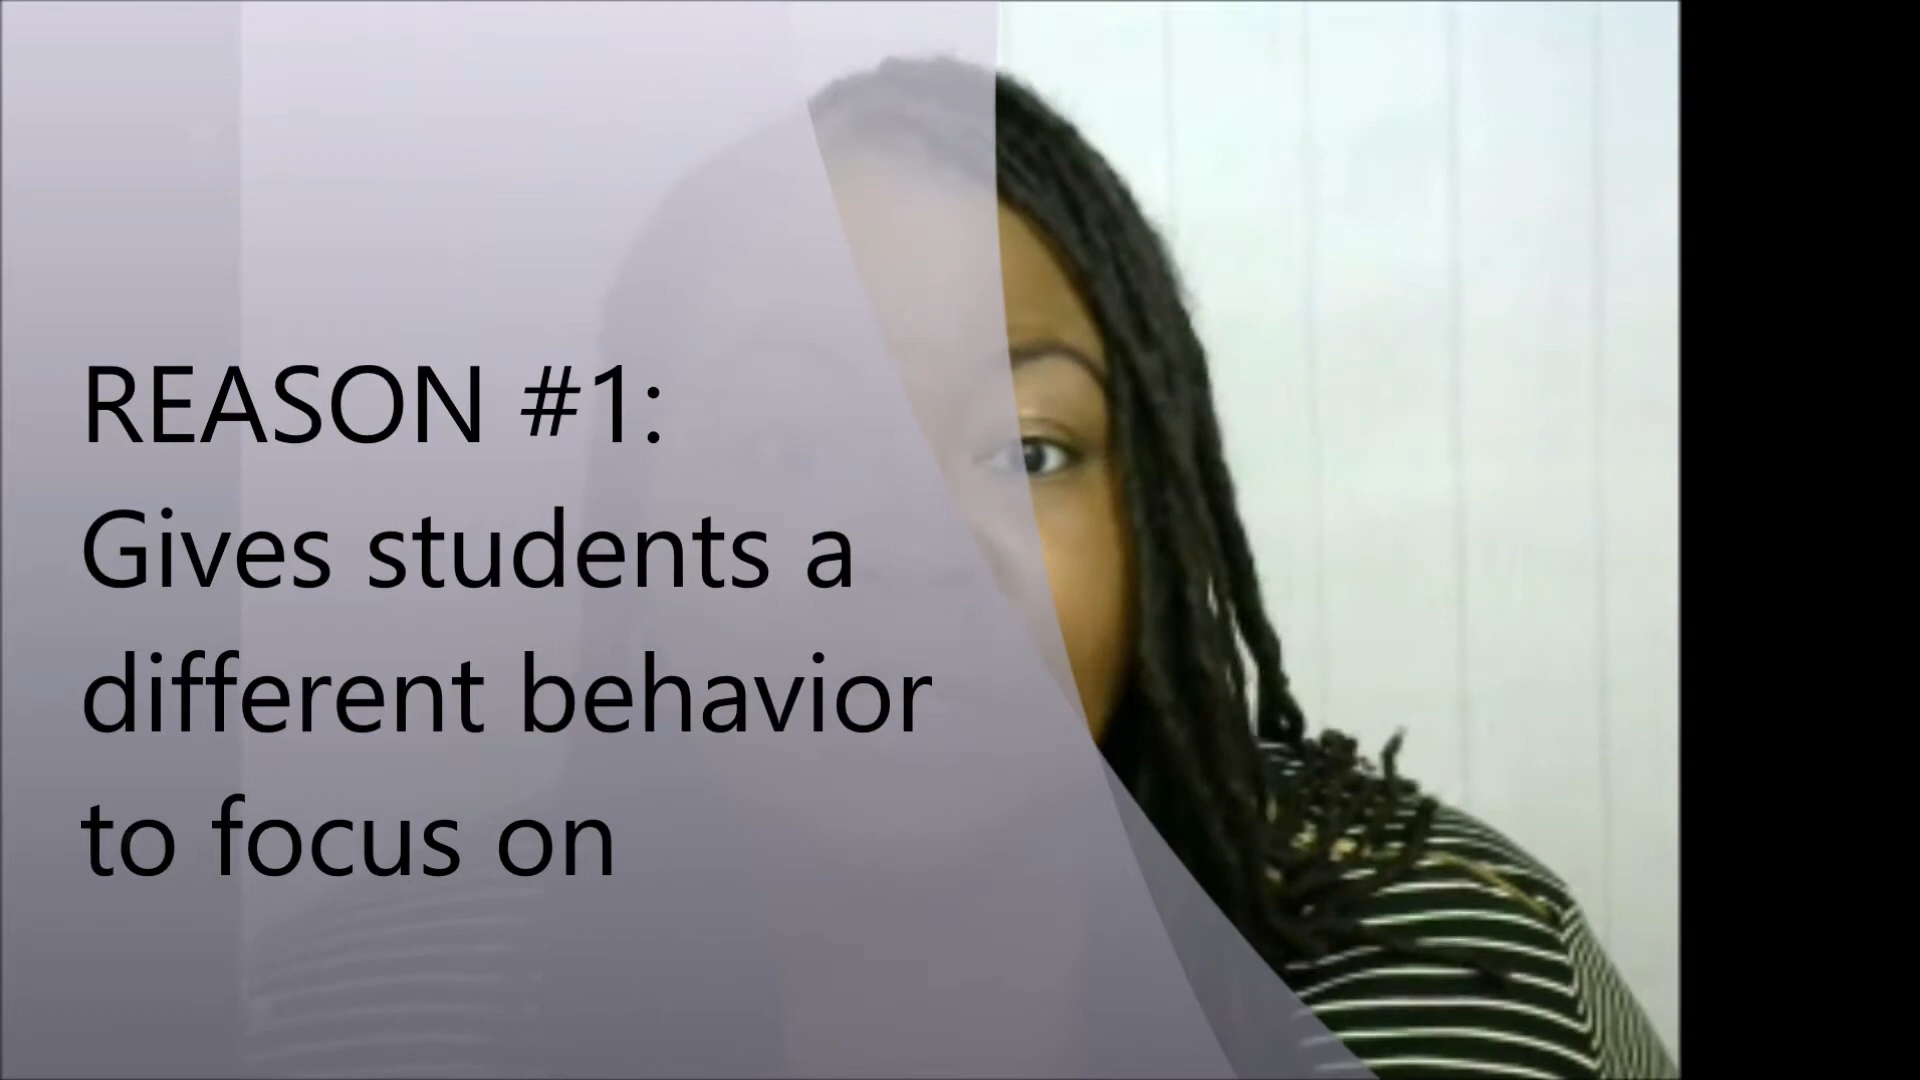 REASON #1:
Gives students a
different behavior
to focus on